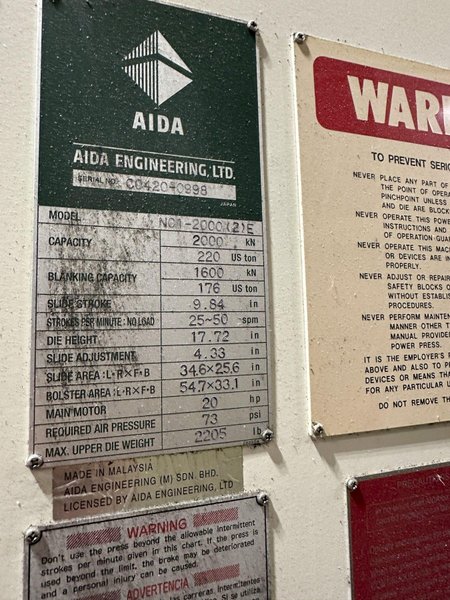 AIDA
AIDA ENGINEERING, LTD.
SERIAL NO. C0420-0998
JAPAN
MODEL NC1-2000(2)E
CAPACITY 2000 kN
220 US ton
BLANKING CAPACITY 1600 kN
176 US ton
SLIDE STROKE 9.84 in
STROKES PER MINUTE : NO LOAD 25~50 spm
DIE HEIGHT 17.72 in
SLIDE ADJUSTMENT 4.33 in
SLIDE AREA : L·R×F·B 34.6×25.6 in
BOLSTER AREA : L·R×F·B 54.7×33.1 in
MAIN MOTOR 20 hp
REQUIRED AIR PRESSURE 73 psi
MAX. UPPER DIE WEIGHT 2205 lb
MADE IN MALAYSIA
AIDA ENGINEERING (M) SDN. BHD.
LICENSED BY AIDA ENGINEERING, LTD
WARNING
Don't use the press beyond the allowable intermittent
strokes per minute given in this chart. If the press is
used beyond the limit, the brake may be deteriorated
and a personal injury can be caused.
ADVERTENCIA
las carreras intermitentes
WAR
TO PREVENT SERI
NEVER PLACE ANY PART OF
THE POINT OF OPERA
PINCHPOINT UNLESS
AND DIE ARE BLOCK
NEVER OPERATE THIS POW
INSTRUCTIONS AND
OF OPERATION-GUAR
NEVER OPERATE THIS MAC
OR DEVICES ARE IN
PROPERLY.
NEVER ADJUST OR REPAIR
SAFETY BLOCKS O
WITHOUT ESTABLIS
PROCEDURES.
NEVER PERFORM MAINTEN
MANNER OTHER T
MANUAL PROVIDE
POWER PRESS.
IT IS THE EMPLOYER'S
ABOVE AND ALSO TO P
DEVICES OR MEANS THA
FOR ANY PARTICULAR U
DO NOT REMOVE TH